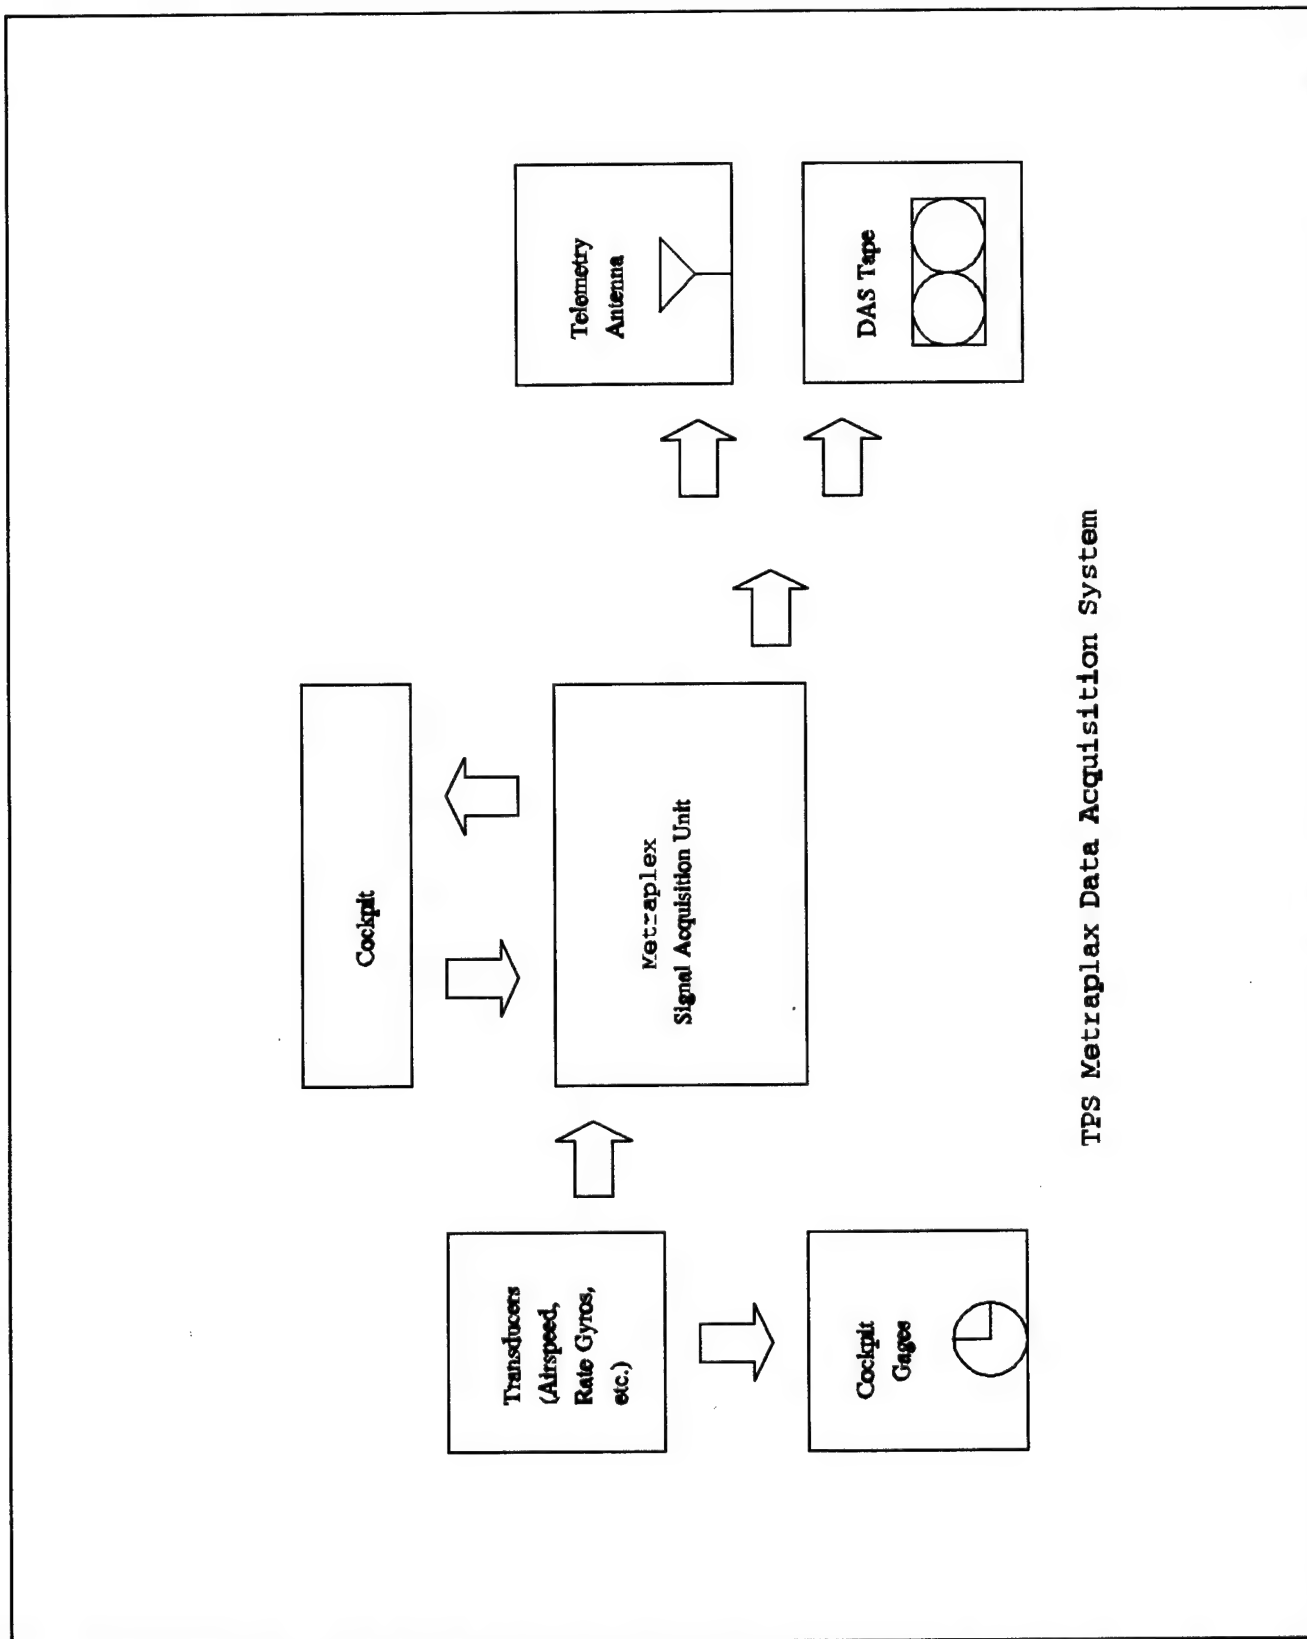 Cockpit
Transducers
(Airspeed,
Rate Gyros,
etc.)
Metraplex
Signal Acquisition Unit
Telemetry
Antenna
Cockpit
Gages
DAS Tape
TPS Metraplax Data Acquisition System